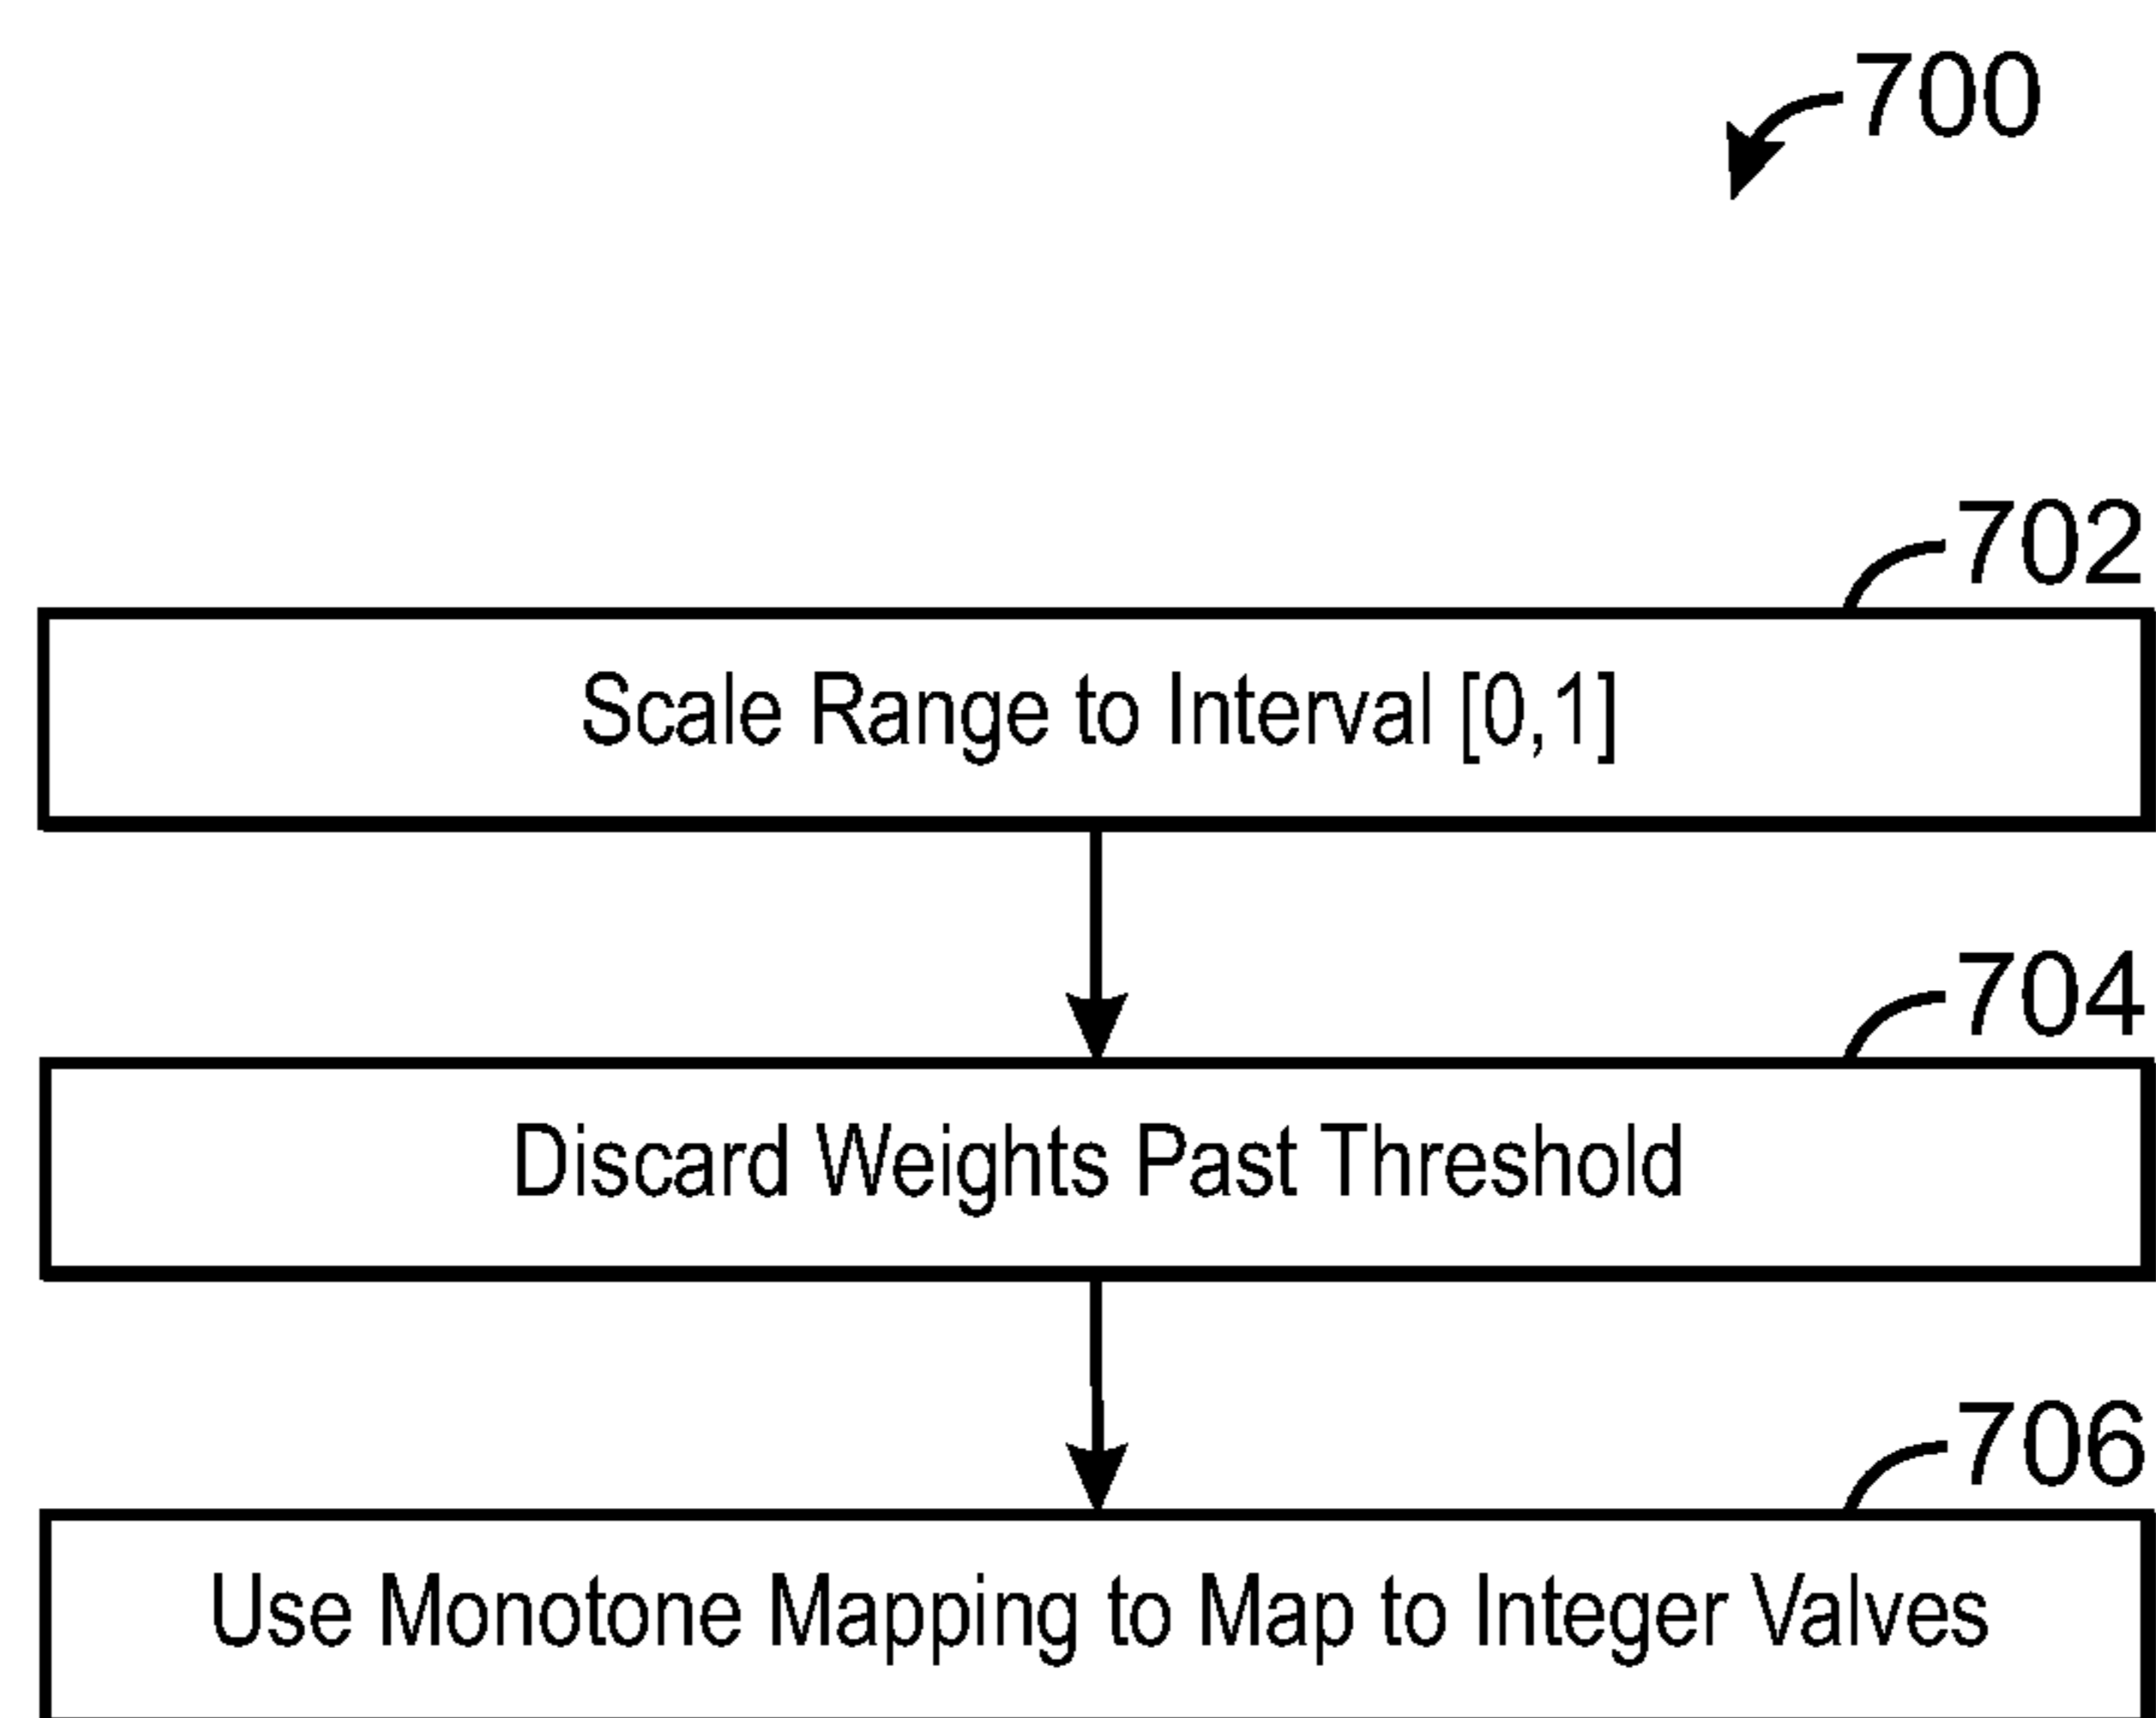 700
702
Scale Range to Interval [0,1]
704
Discard Weights Past Threshold
706
Use Monotone Mapping to Map to Integer Valves